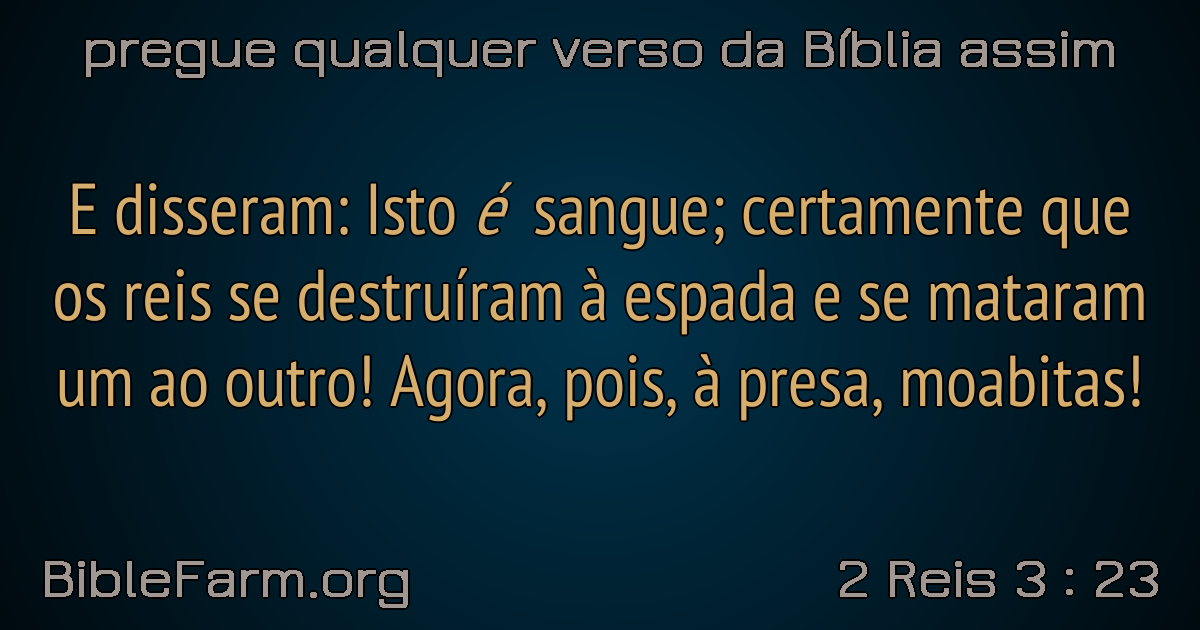 pregue qualquer verso da Bíblia assim
E disseram: Isto é sangue; certamente que
os reis se destruíram à espada e se mataram
um ao outro! Agora, pois, à presa, moabitas!
BibleFarm.org
2 Reis 3 : 23